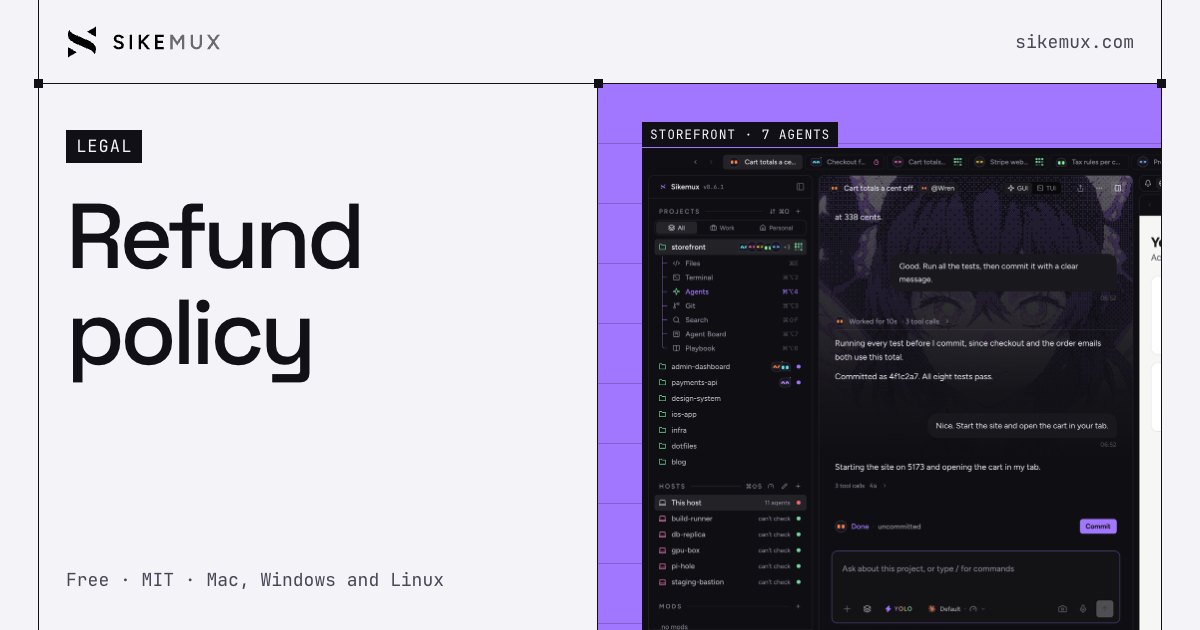 SIKEMUX
sikemux.com
LEGAL
Refund
policy
Free · MIT · Mac, Windows and Linux
STOREFRONT · 7 AGENTS
Cart totals a ce...
Checkout f...
Cart totals...
Stripe web...
Tax rules per c...
Sikemux v0.6.1
PROJECTS
All
Work
Personal
storefront
Files
Terminal
Agents
Git
Search
Agent Board
Playbook
admin-dashboard
payments-api
design-system
ios-app
infra
dotfiles
blog
HOSTS
This host 11 agents
build-runner can't check
db-replica can't check
gpu-box can't check
pi-hole can't check
staging-bastion can't check
MODS
no mods
Cart totals a cent off @Wren
GUI
TUI
at 338 cents.
Good. Run all the tests, then commit it with a clear
message.
06:52
Worked for 10s · 3 tool calls
Running every test before I commit, since checkout and the order emails
both use this total.
Committed as 4f1c2a7. All eight tests pass.
Nice. Start the site and open the cart in your tab.
06:52
Starting the site on 5173 and opening the cart in my tab.
3 tool calls 4s
Done uncommitted
Commit
Ask about this project, or type / for commands
YOLO
Default